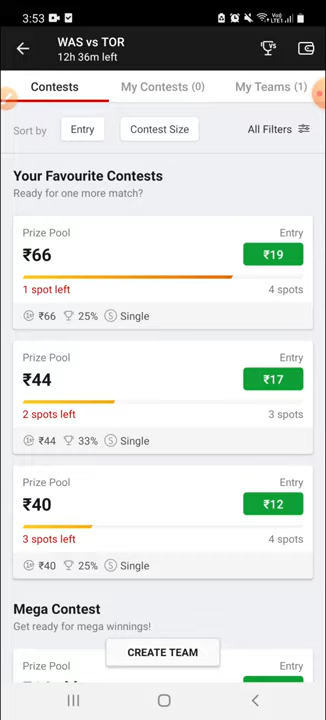 3:53
WAS vs TOR
12h 36m left
Contests
My Contests (0)
My Teams (1)
Sort by
Entry
Contest Size
All Filters
Your Favourite Contests
Ready for one more match?
Prize Pool
Entry
₹66
₹19
1 spot left
4 spots
₹66 25% S Single
Prize Pool
Entry
₹44
₹17
2 spots left
3 spots
₹44 33% S Single
Prize Pool
Entry
₹40
₹12
3 spots left
4 spots
₹40 25% S Single
Mega Contest
Get ready for mega winnings!
CREATE TEAM
Prize Pool
Entry